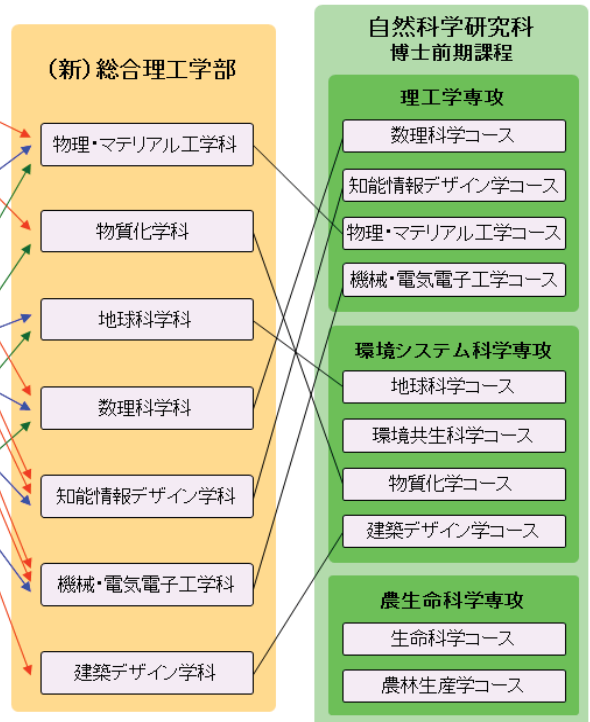 (新)総合理工学部
物理・マテリアル工学科
物質化学科
地球科学科
数理科学科
知能情報デザイン学科
機械・電気電子工学科
建築デザイン学科
自然科学研究科
博士前期課程
理工学専攻
数理科学コース
知能情報デザイン学コース
物理・マテリアル工学コース
機械・電気電子工学コース
環境システム科学専攻
地球科学コース
環境共生科学コース
物質化学コース
建築デザイン学コース
農生命科学専攻
生命科学コース
農林生産学コース